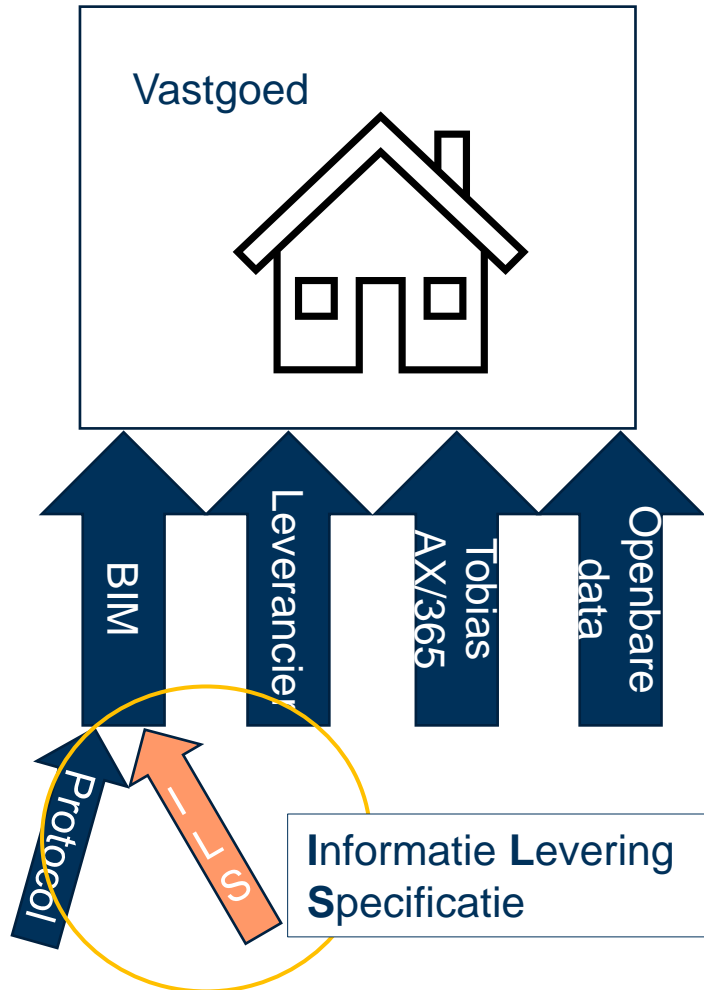 Vastgoed
BIM
Leverancier
Tobias
AX/365
Openbare
data
Protocol
ILS
Informatie Levering
Specificatie